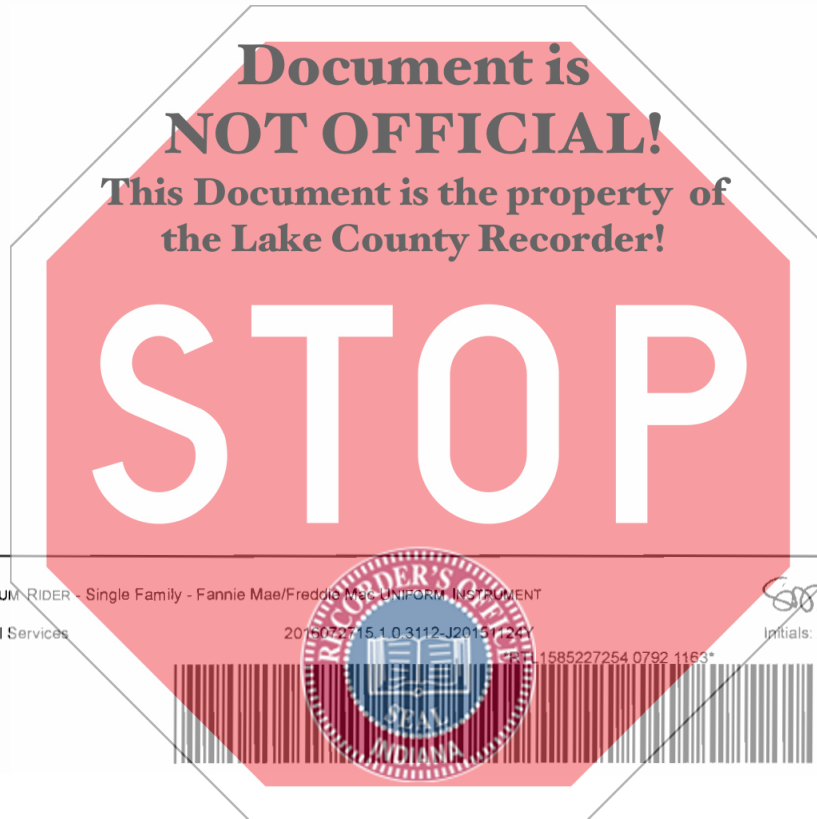 Document is
NOT OFFICIAL!
This Document is the property of
the Lake County Recorder!
STOP
UM RIDER - Single Family - Fannie Mae/Freddie Mac UNIFORM INSTRUMENT
l Services 2016072715.1.0.3112-J20151124Y Initials:
1585227254 0792 1163*
RECORDER'S OFFICE
SEAL
INDIANA